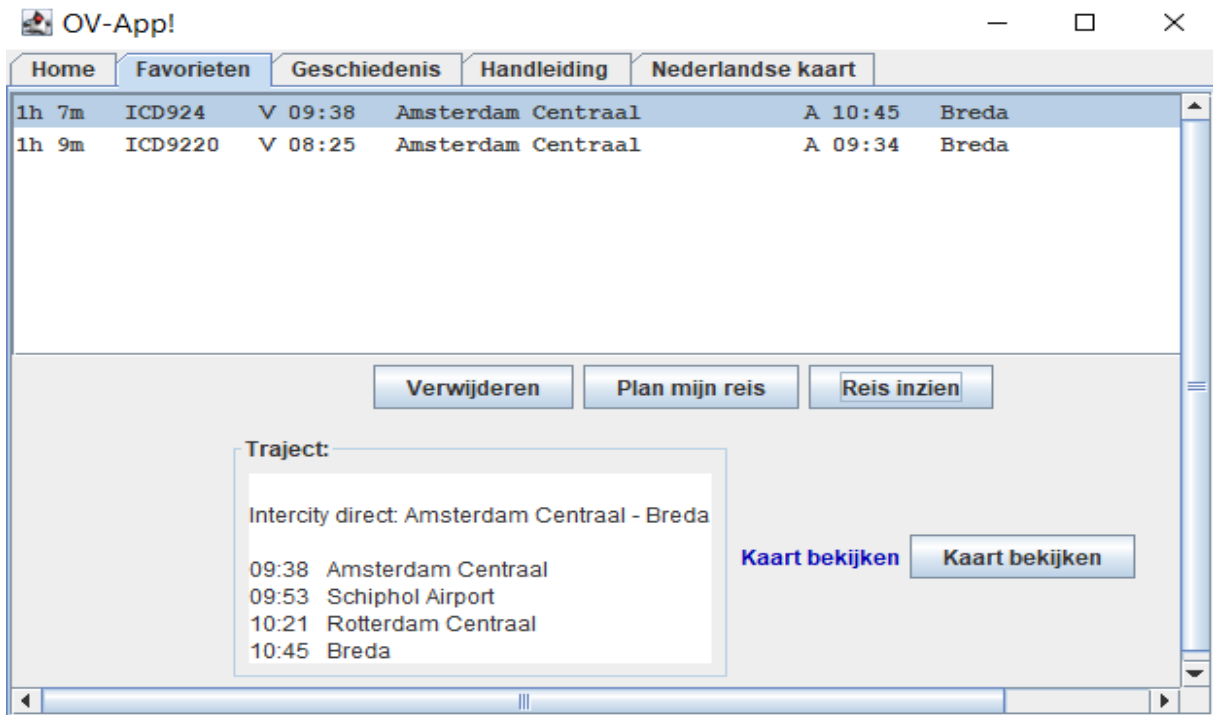 OV-App!
Home Favorieten Geschiedenis Handleiding Nederlandse kaart
1h 7m ICD924 V 09:38 Amsterdam Centraal A 10:45 Breda
1h 9m ICD9220 V 08:25 Amsterdam Centraal A 09:34 Breda
Verwijderen Plan mijn reis Reis inzien
Traject:
Intercity direct: Amsterdam Centraal - Breda
09:38 Amsterdam Centraal
09:53 Schiphol Airport
10:21 Rotterdam Centraal
10:45 Breda
Kaart bekijken Kaart bekijken